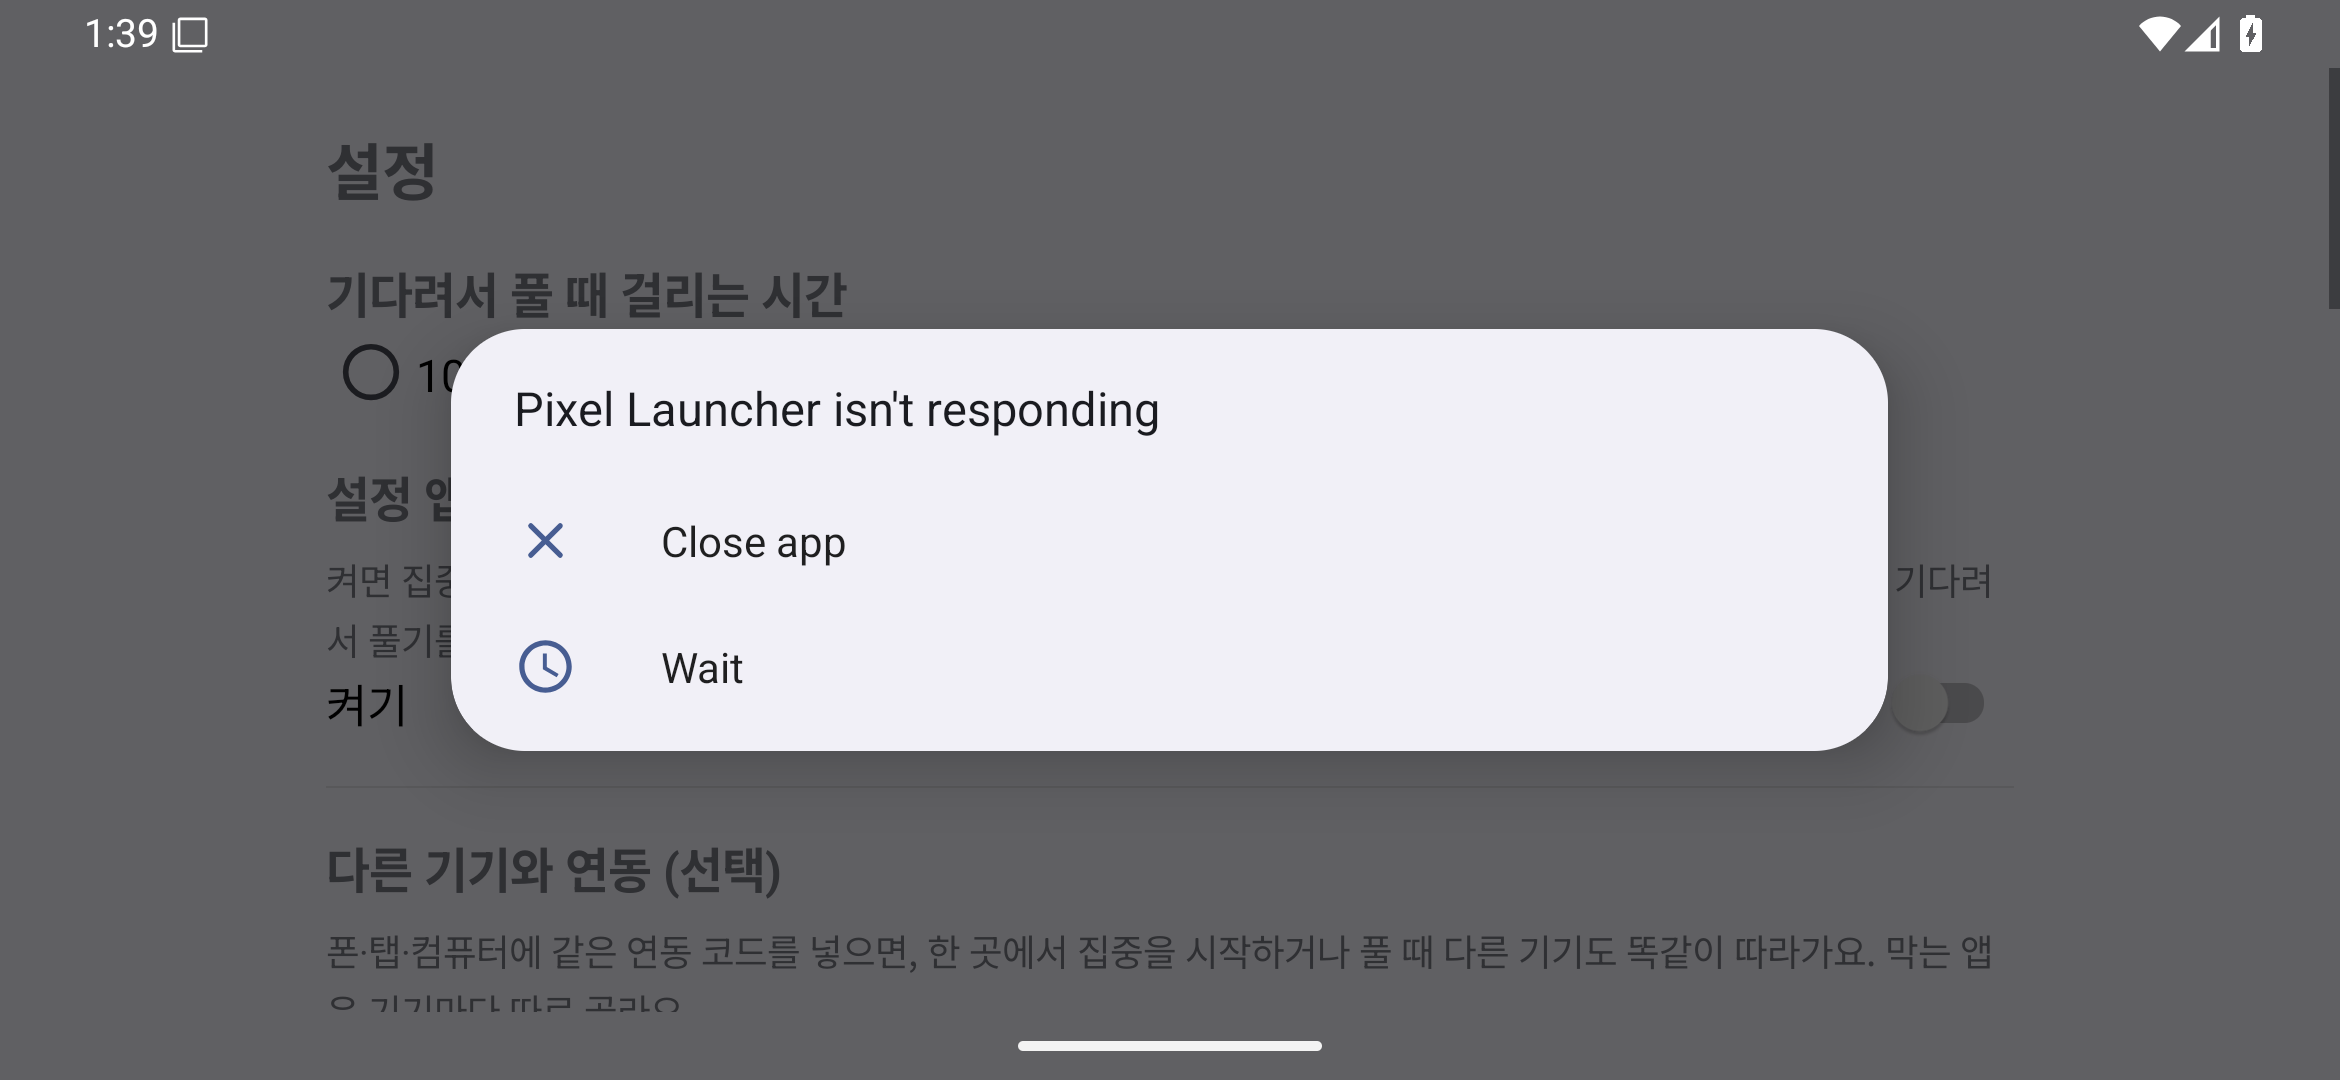 1:39
설정
기다려서 풀 때 걸리는 시간
10
Pixel Launcher isn't responding
설정
Close app
켜면
기다려
서
Wait
켜기
다른 기기와 연동 (선택)
폰·탭·컴퓨터에 같은 연동 코드를 넣으면, 한 곳에서 집중을 시작하거나 풀 때 다른 기기도 똑같이 따라가요. 막는 앱